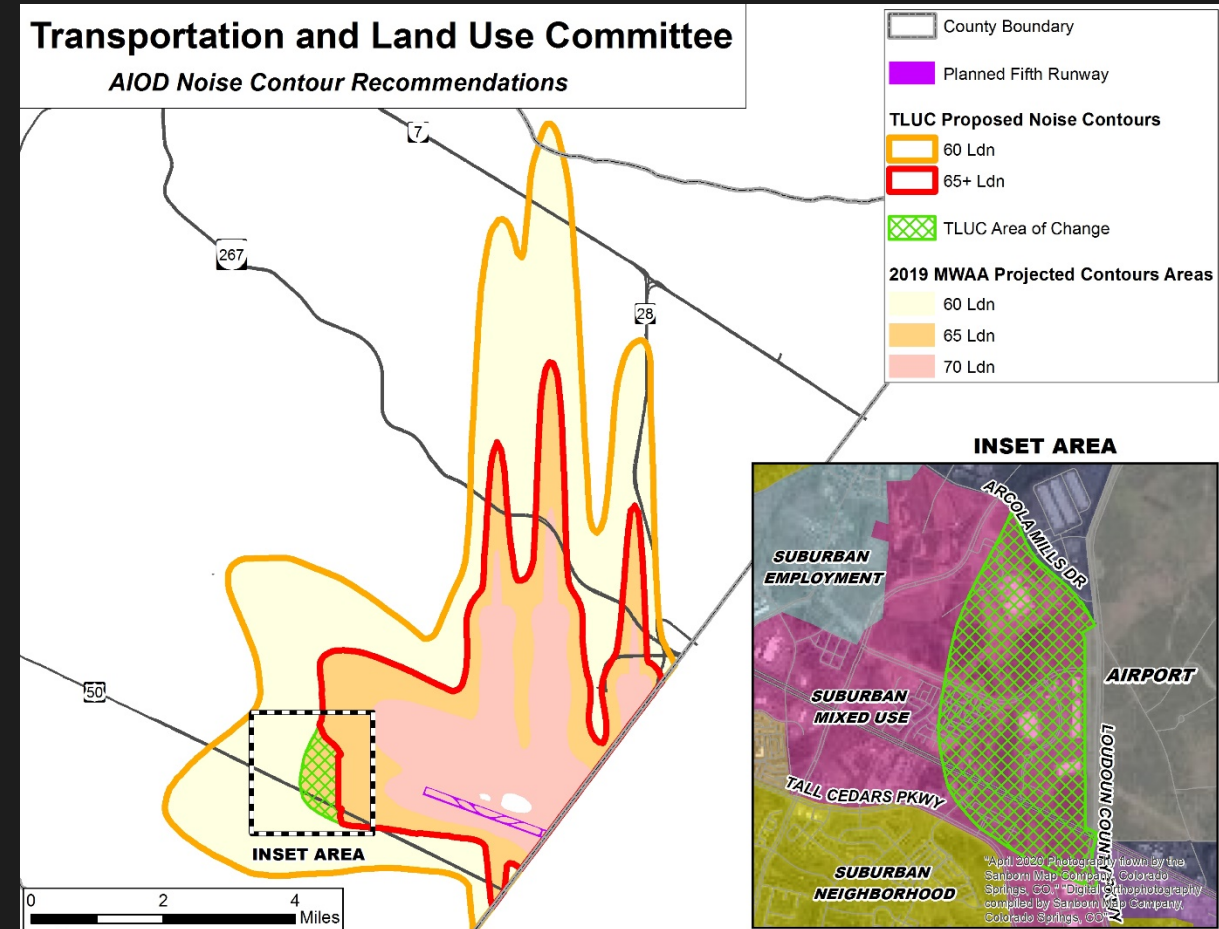 Transportation and Land Use Committee
AIOD Noise Contour Recommendations
County Boundary
Planned Fifth Runway
TLUC Proposed Noise Contours
60 Ldn
65+ Ldn
TLUC Area of Change
2019 MWAA Projected Contours Areas
60 Ldn
65 Ldn
70 Ldn
7
267
28
50
INSET AREA
0 2 4
Miles
INSET AREA
ARCOLA MILLS DR
SUBURBAN
EMPLOYMENT
AIRPORT
SUBURBAN
MIXED USE
LOUDOUN COUNTY PKWY
TALL CEDARS PKWY
SUBURBAN
NEIGHBORHOOD
"April, 2020 Photography flown by the
Sanborn Map Company, Colorado
Springs, CO." "Digital Orthophotography
compiled by Sanborn Map Company,
Colorado Springs, CO"